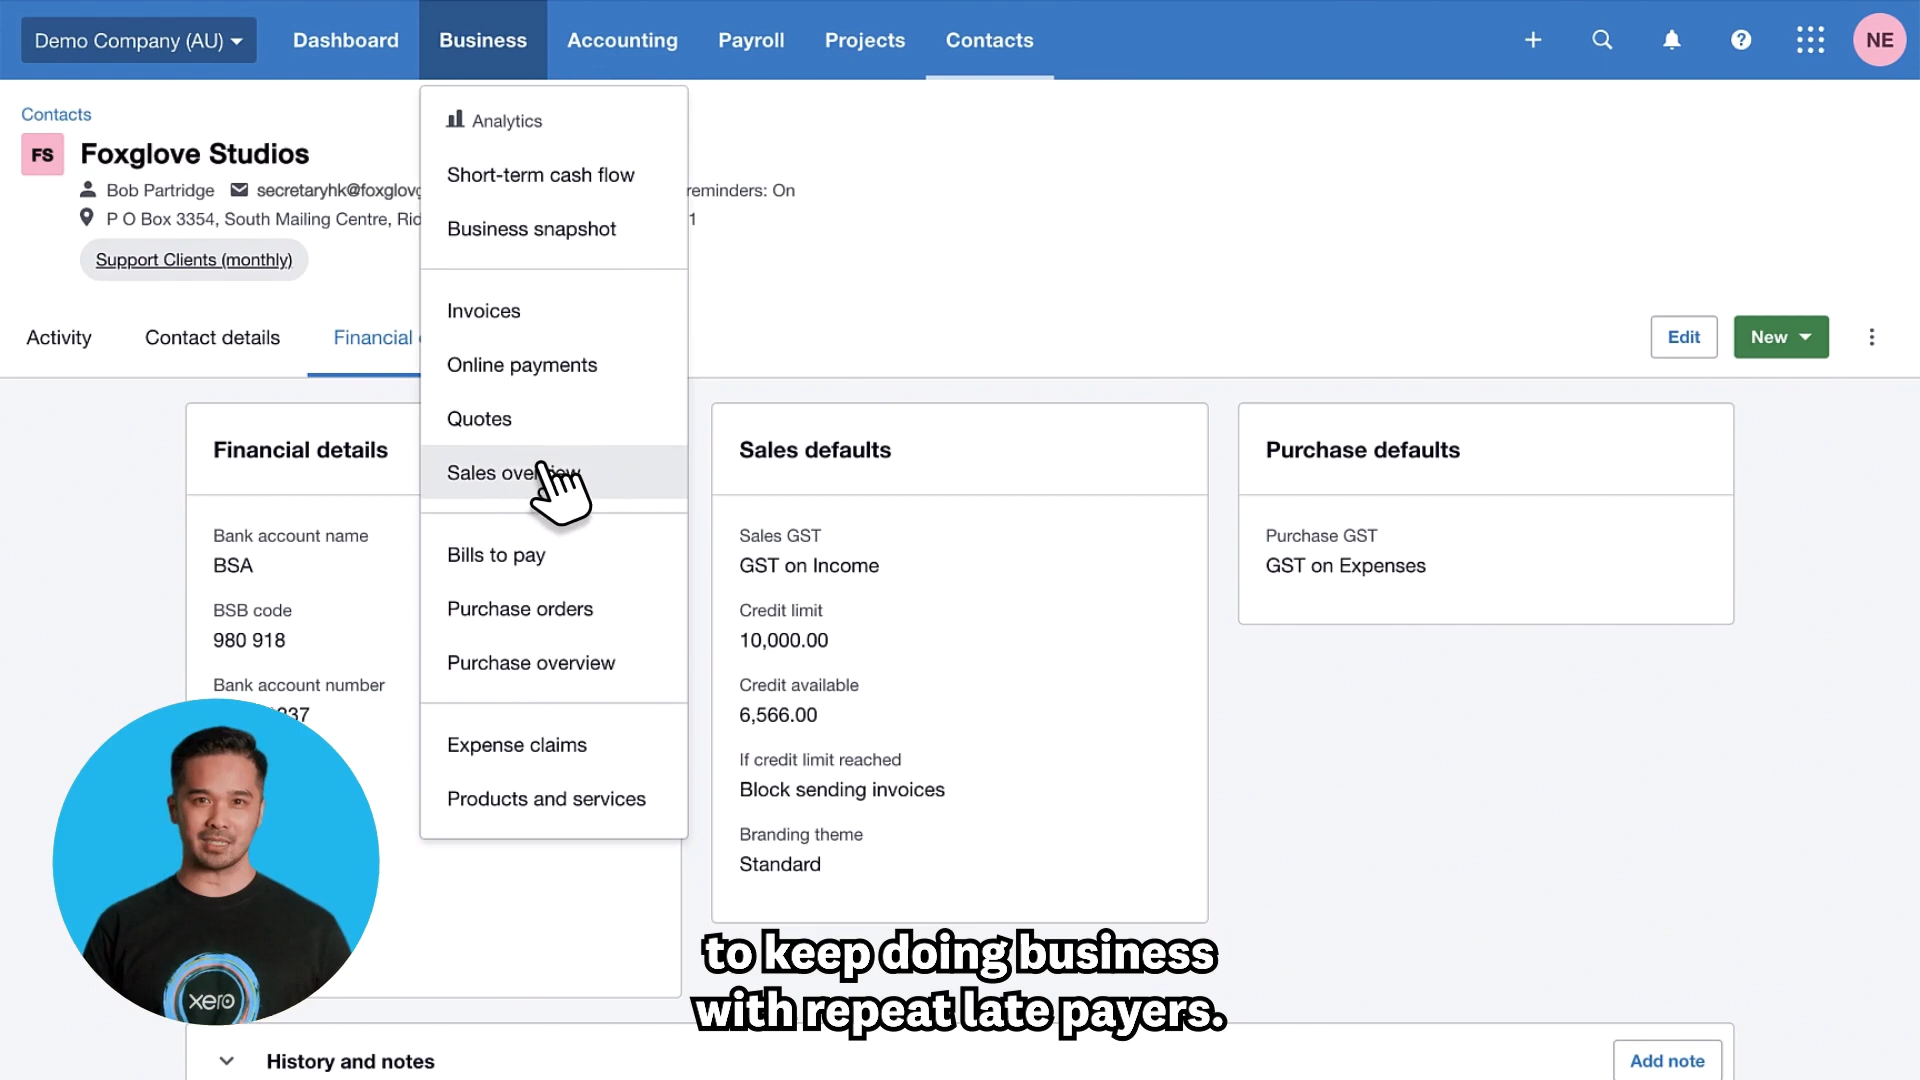 Demo Company (AU)
Dashboard
Business
Accounting
Payroll
Projects
Contacts
NE
Contacts
FS
Foxglove Studios
Bob Partridge
reminders: On
P O Box 3354, South Mailing Centre,
Support Clients (monthly)
Analytics
Short-term cash flow
Business snapshot
Invoices
Online payments
Quotes
Sales overview
Bills to pay
Purchase orders
Purchase overview
Expense claims
Products and services
Activity
Contact details
Financial
Edit
New
Financial details
Bank account name
BSA
BSB code
980 918
Bank account number
Sales defaults
Sales GST
GST on Income
Credit limit
10,000.00
Credit available
6,566.00
If credit limit reached
Block sending invoices
Branding theme
Standard
Purchase defaults
Purchase GST
GST on Expenses
xero
to keep doing business
with repeat late payers.
History and notes
Add note